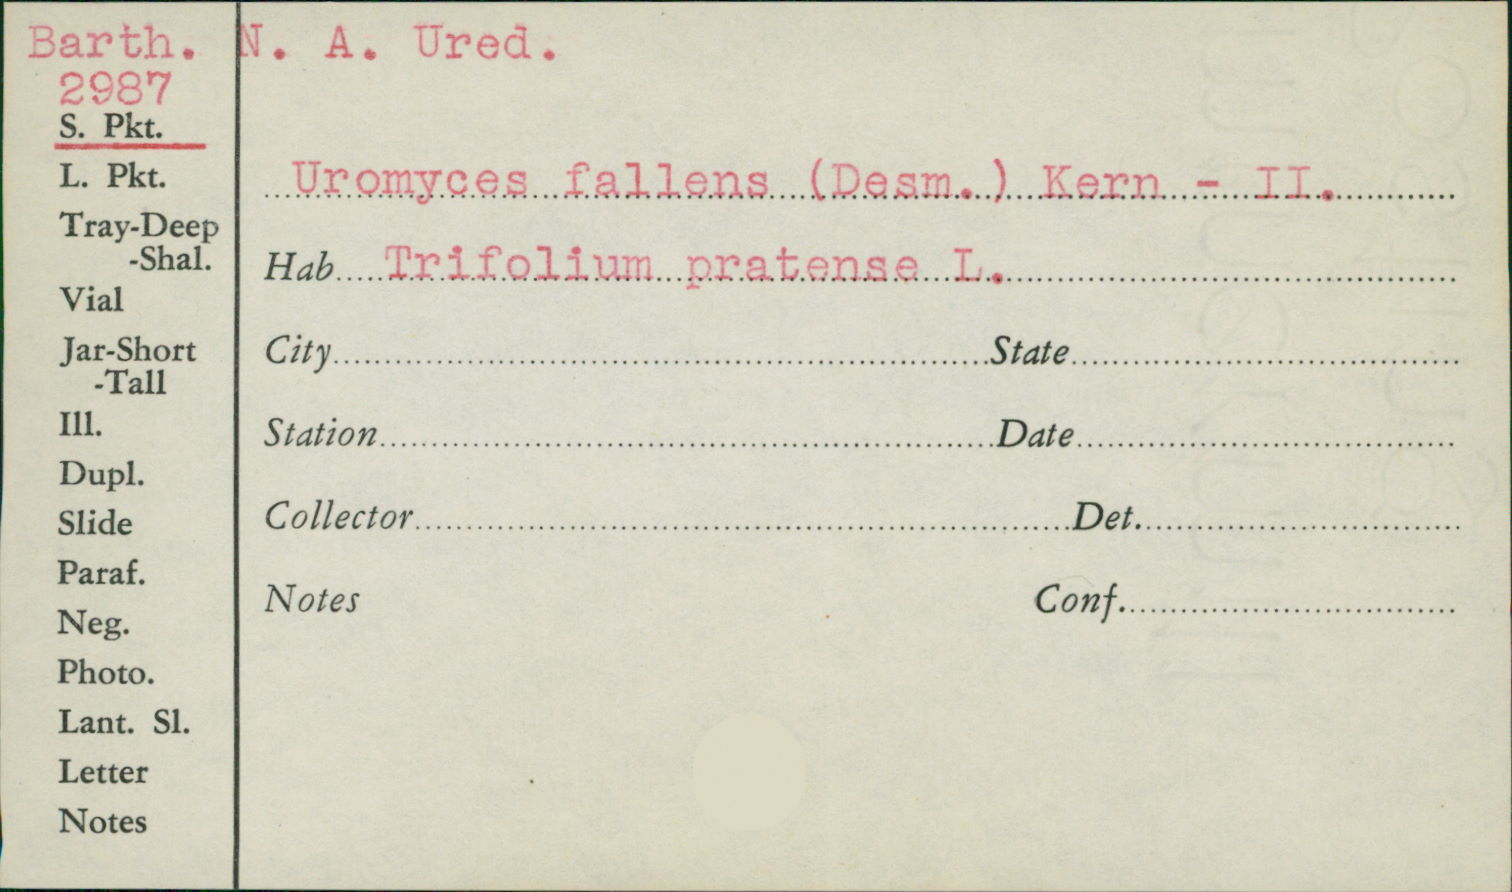 Barth. N. A. Ured.
2987
S. Pkt.
L. Pkt.
Tray-Deep
-Shal.
Vial
Jar-Short
-Tall
Ill.
Dupl.
Slide
Paraf.
Neg.
Photo.
Lant. Sl.
Letter
Notes
Uromyces fallens (Desm.) Kern - II.
Hab Trifolium pratense L.
City State
Station Date
Collector Det.
Notes Conf.